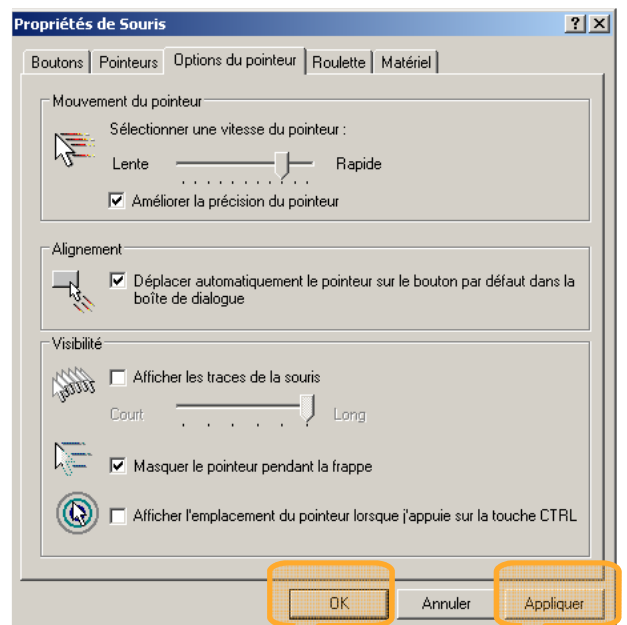 Propriétés de Souris
Boutons Pointeurs Options du pointeur Roulette Matériel
Mouvement du pointeur
Sélectionner une vitesse du pointeur :
Lente Rapide
Améliorer la précision du pointeur
Alignement
Déplacer automatiquement le pointeur sur le bouton par défaut dans la
boîte de dialogue
Visibilité
Afficher les traces de la souris
Court Long
Masquer le pointeur pendant la frappe
Afficher l'emplacement du pointeur lorsque j'appuie sur la touche CTRL
OK Annuler Appliquer